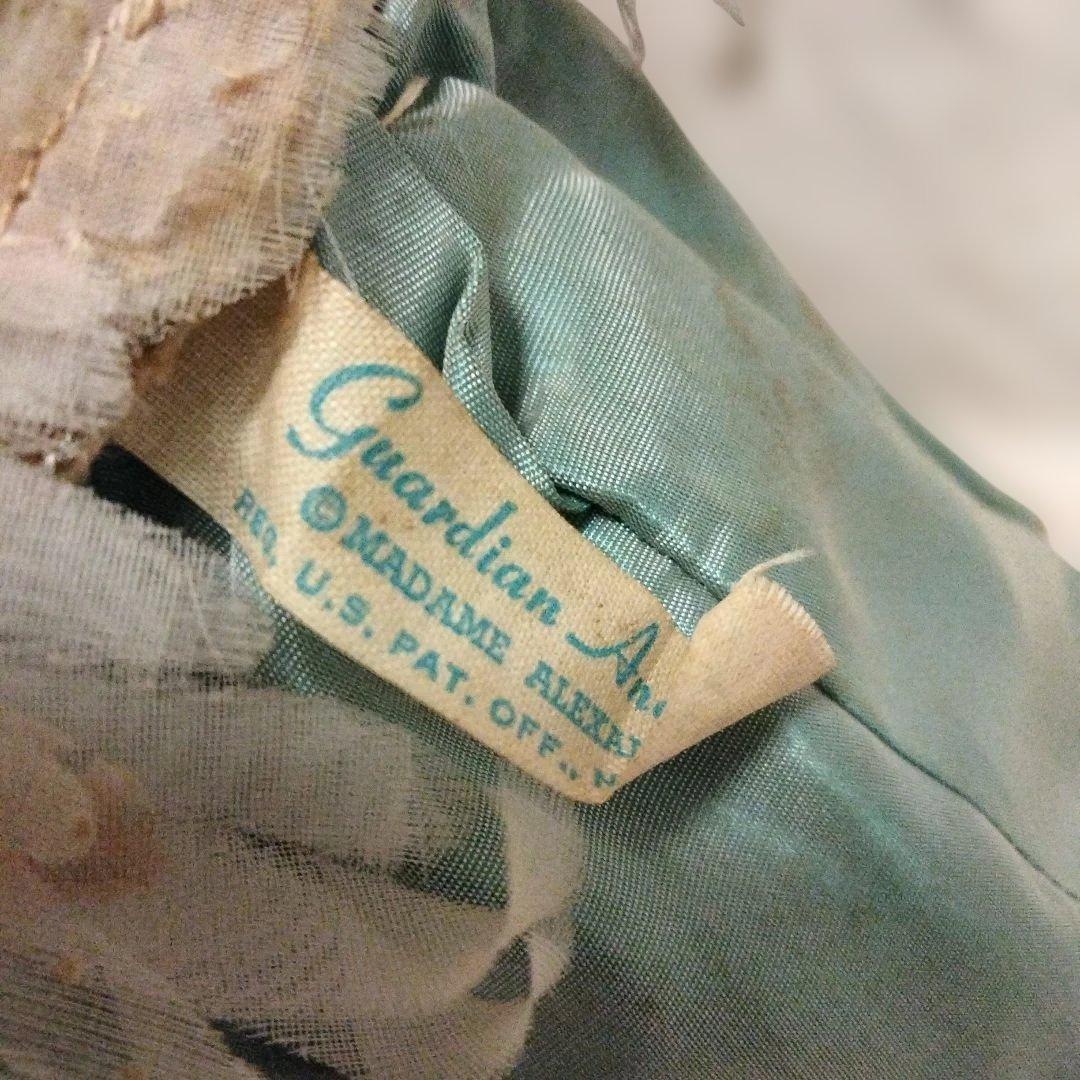 Guardian An
© MADAME ALEXA
REG. U.S. PAT. OFF., N